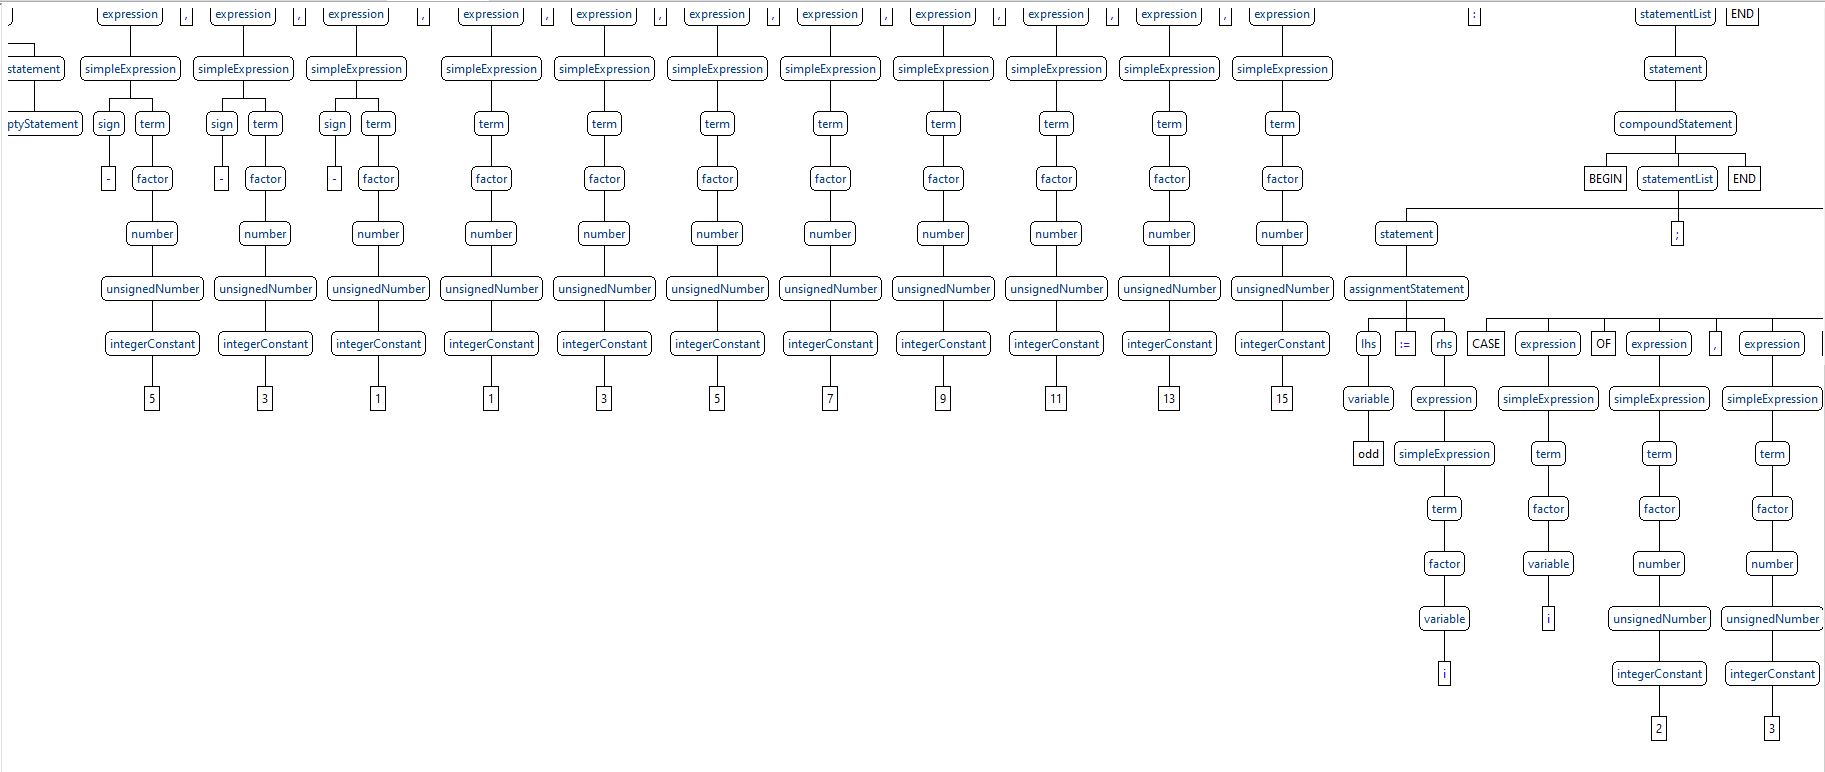 expression , expression , expression , expression , expression , expression , expression , expression , expression , expression , expression : statementList END
statement simpleExpression simpleExpression simpleExpression simpleExpression simpleExpression simpleExpression simpleExpression simpleExpression simpleExpression simpleExpression simpleExpression statement
ptyStatement sign term sign term sign term term term term term term term term term compoundStatement
- factor - factor - factor factor factor factor factor factor factor factor factor BEGIN statementList END
number number number number number number number number number number number statement ;
unsignedNumber unsignedNumber unsignedNumber unsignedNumber unsignedNumber unsignedNumber unsignedNumber unsignedNumber unsignedNumber unsignedNumber unsignedNumber assignmentStatement
integerConstant integerConstant integerConstant integerConstant integerConstant integerConstant integerConstant integerConstant integerConstant integerConstant integerConstant lhs := rhs CASE expression OF expression , expression
5 3 1 1 3 5 7 9 11 13 15 variable expression simpleExpression simpleExpression simpleExpression
odd simpleExpression term term term
term factor factor factor
factor variable number number
variable i unsignedNumber unsignedNumber
i integerConstant integerConstant
2 3